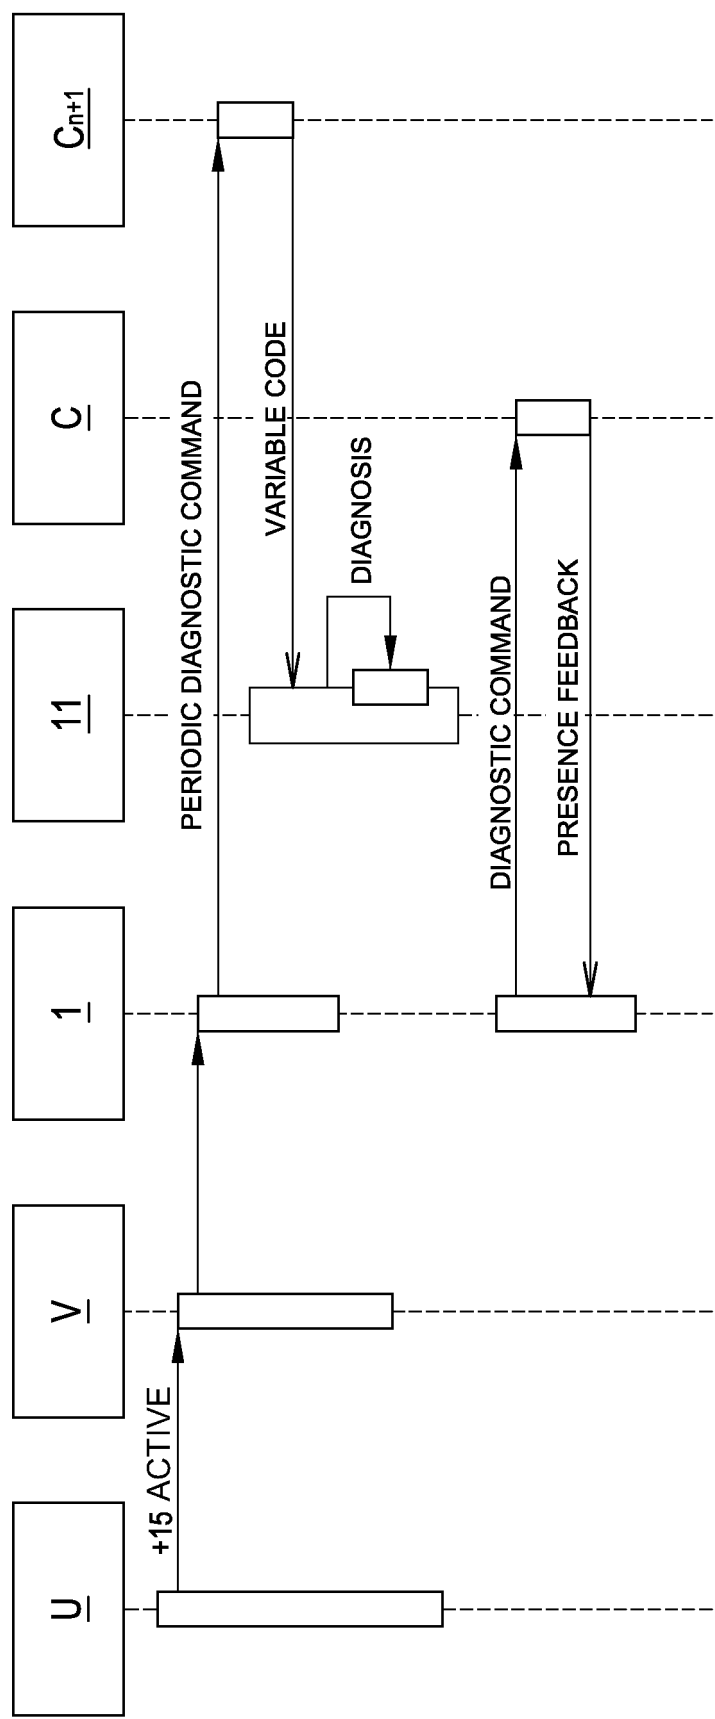 U
V
1
11
C
Cn+1
+15 ACTIVE
PERIODIC DIAGNOSTIC COMMAND
VARIABLE CODE
DIAGNOSIS
DIAGNOSTIC COMMAND
PRESENCE FEEDBACK